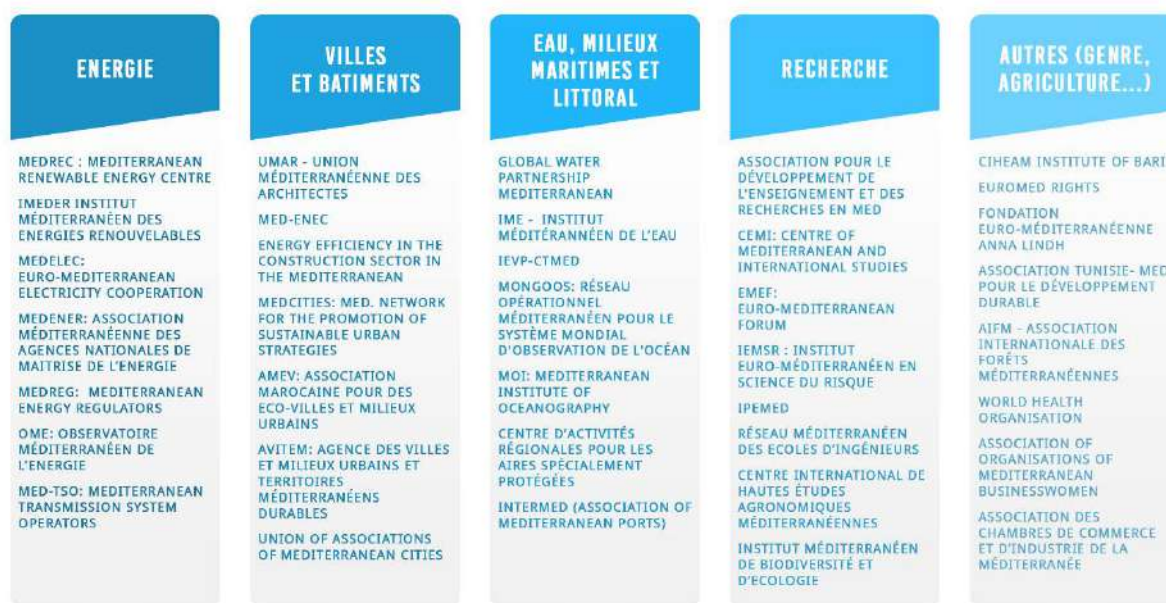 ENERGIE
MEDREC : MEDITERRANEAN
RENEWABLE ENERGY CENTRE
IMEDER INSTITUT
MÉDITERRANÉEN DES
ENERGIES RENOUVELABLES
MEDELEC:
EURO-MEDITERRANEAN
ELECTRICITY COOPERATION
MEDENER: ASSOCIATION
MÉDITERRANÉENNE DES
AGENCES NATIONALES DE
MAITRISE DE L'ENERGIE
MEDREG: MEDITERRANEAN
ENERGY REGULATORS
OME: OBSERVATOIRE
MÉDITERRANÉEN DE
L'ENERGIE
MED-TSO: MEDITERRANEAN
TRANSMISSION SYSTEM
OPERATORS
VILLES
ET BATIMENTS
UMAR - UNION
MÉDITERRANÉENNE DES
ARCHITECTES
MED-ENEC
ENERGY EFFICIENCY IN THE
CONSTRUCTION SECTOR IN
THE MEDITERRANEAN
MEDCITIES: MED. NETWORK
FOR THE PROMOTION OF
SUSTAINABLE URBAN
STRATEGIES
AMEV: ASSOCIATION
MAROCAINE POUR DES
ECO-VILLES ET MILIEUX
URBAINS
AVITEM: AGENCE DES VILLES
ET MILIEUX URBAINS ET
TERRITOIRES
MÉDITERRANÉENS
DURABLES
UNION OF ASSOCIATIONS
OF MEDITERRANEAN CITIES
EAU, MILIEUX
MARITIMES ET
LITTORAL
GLOBAL WATER
PARTNERSHIP
MEDITERRANEAN
IME - INSTITUT
MÉDITÉRANNÉEN DE L'EAU
IEVP-CTMED
MONGOOS: RÉSEAU
OPÉRATIONNEL
MÉDITERRANÉEN POUR LE
SYSTÈME MONDIAL
D'OBSERVATION DE L'OCÉAN
MOI: MEDITERRANEAN
INSTITUTE OF
OCEANOGRAPHY
CENTRE D'ACTIVITÉS
RÉGIONALES POUR LES
AIRES SPÉCIALEMENT
PROTÉGÉES
INTERMED (ASSOCIATION OF
MEDITERRANEAN PORTS)
RECHERCHE
ASSOCIATION POUR LE
DÉVELOPPEMENT DE
L'ENSEIGNEMENT ET DES
RECHERCHES EN MED
CEMI: CENTRE OF
MEDITERRANEAN AND
INTERNATIONAL STUDIES
EMEF:
EURO-MEDITERRANEAN
FORUM
IEMSR : INSTITUT
EURO-MÉDITERRANÉEN EN
SCIENCE DU RISQUE
IPEMED
RÉSEAU MÉDITERRANÉEN
DES ECOLES D'INGÉNIEURS
CENTRE INTERNATIONAL DE
HAUTES ÉTUDES
AGRONOMIQUES
MÉDITERRANÉENNES
INSTITUT MÉDITERRANÉEN
DE BIODIVERSITÉ ET
D'ECOLOGIE
AUTRES (GENRE,
AGRICULTURE...)
CIHEAM INSTITUTE OF BARI
EUROMED RIGHTS
FONDATION
EURO-MÉDITERRANÉENNE
ANNA LINDH
ASSOCIATION TUNISIE- MED
POUR LE DÉVELOPPEMENT
DURABLE
AIFM - ASSOCIATION
INTERNATIONALE DES
FORÊTS
MÉDITERRANÉENNES
WORLD HEALTH
ORGANISATION
ASSOCIATION OF
ORGANISATIONS OF
MEDITERRANEAN
BUSINESSWOMEN
ASSOCIATION DES
CHAMBRES DE COMMERCE
ET D'INDUSTRIE DE LA
MÉDITERRANÉE